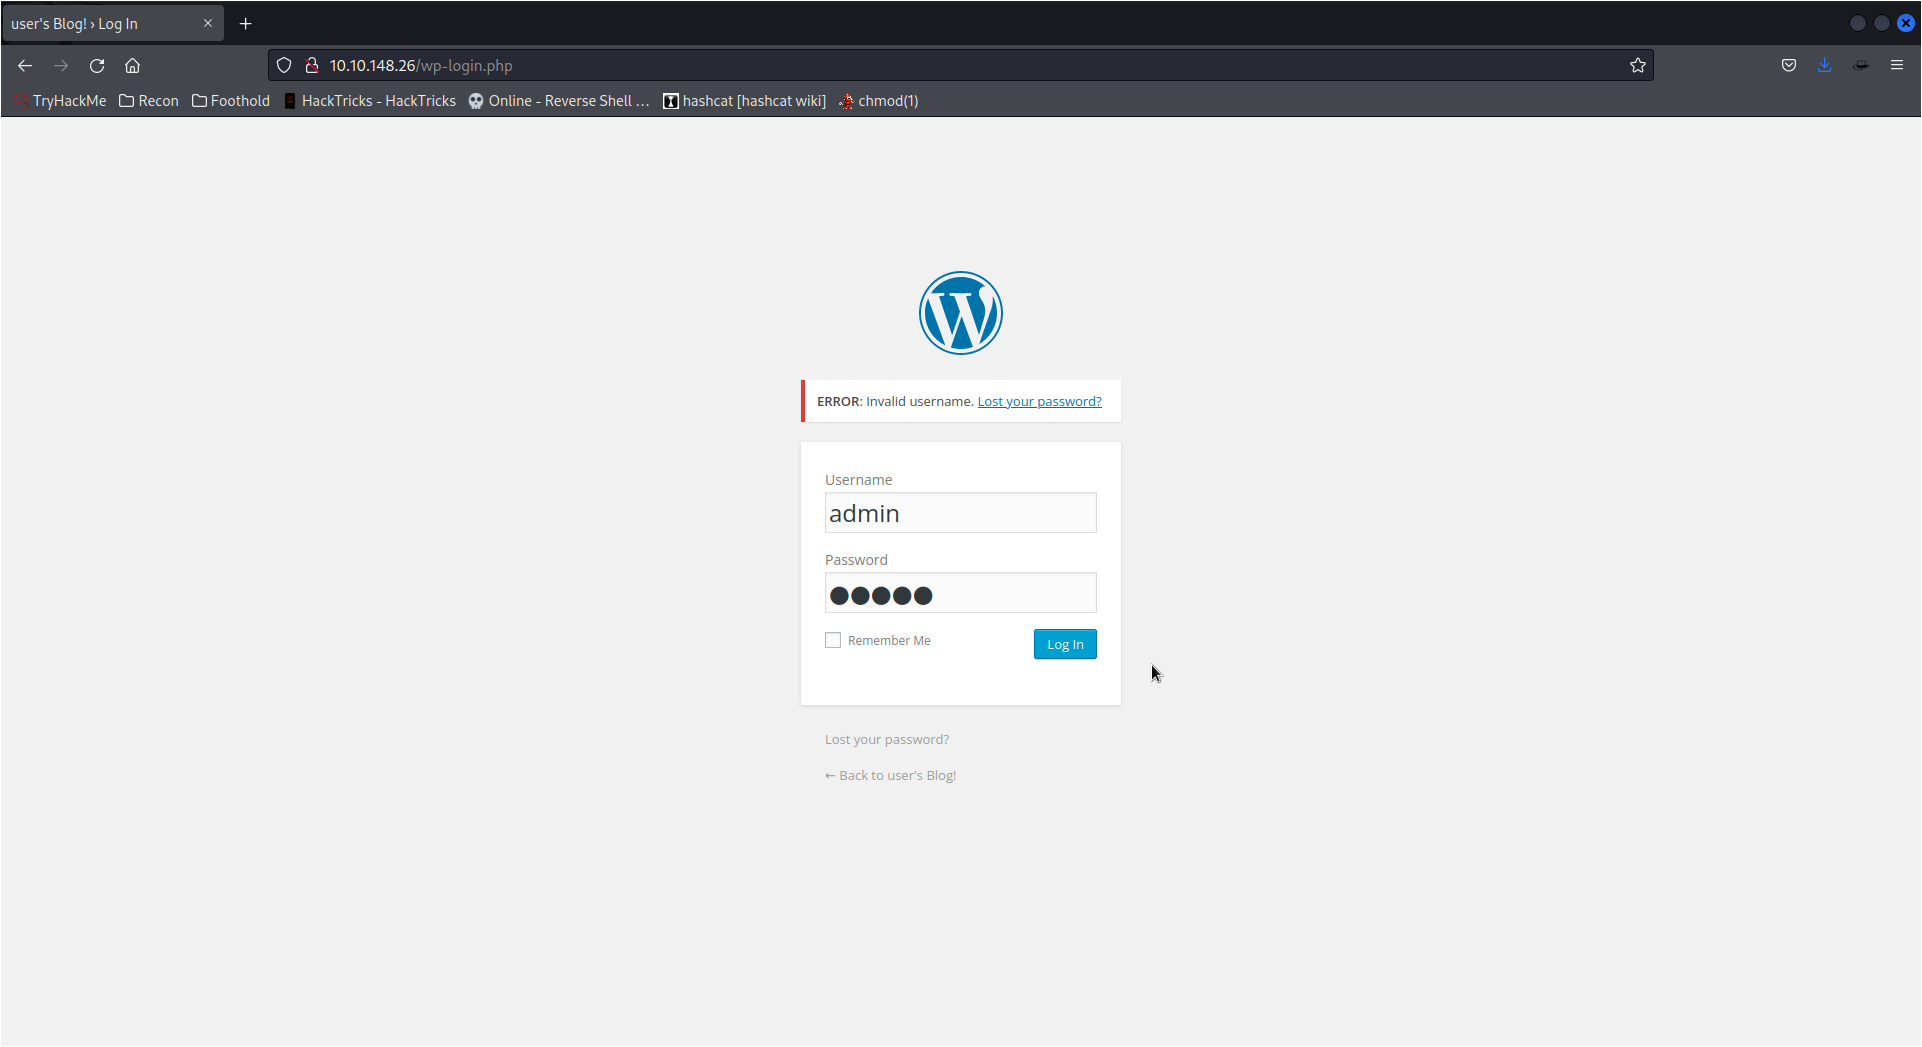 user's Blog! › Log In
10.10.148.26/wp-login.php
TryHackMe Recon Foothold HackTricks - HackTricks Online - Reverse Shell … hashcat [hashcat wiki] chmod(1)
ERROR: Invalid username. Lost your password?
Username
admin
Password
Remember Me Log In
Lost your password?
← Back to user's Blog!